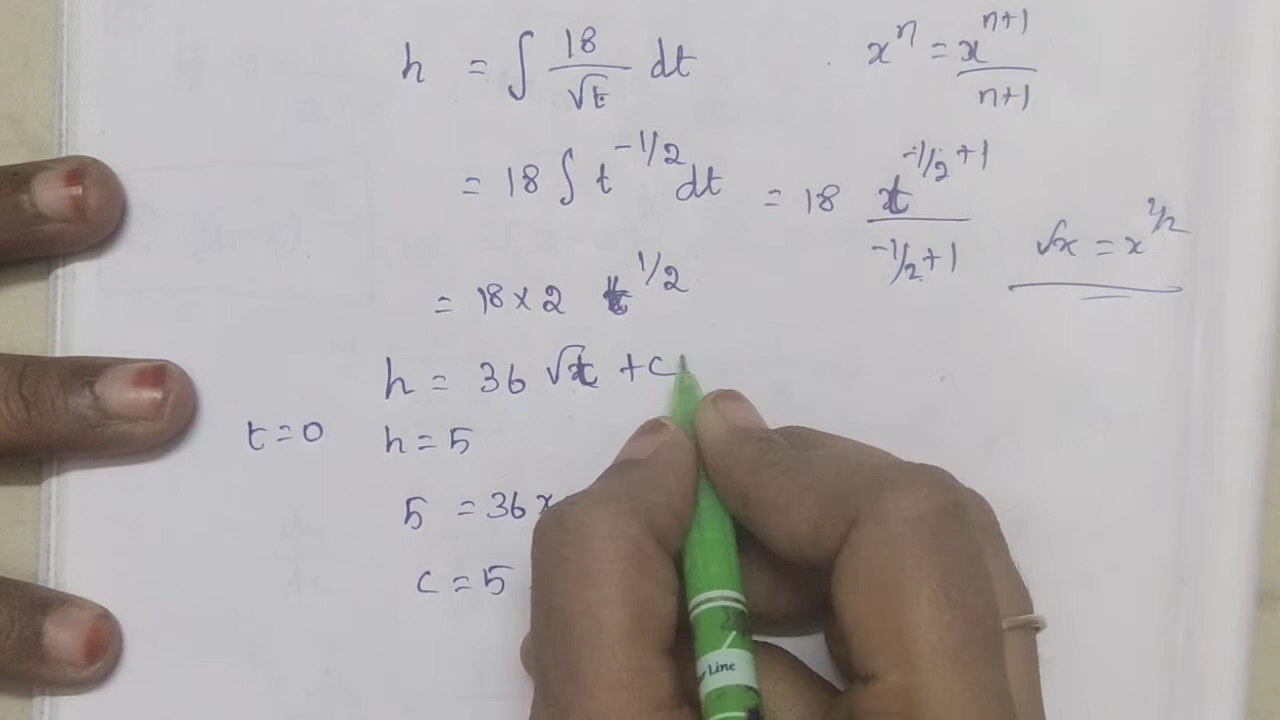 h = ∫ 18/√t dt
xⁿ = xⁿ⁺¹/n+1
= 18 ∫ t^-1/2 dt = 18 t^-1/2+1/-1/2+1
√x = x^1/2
= 18 × 2 t^1/2
h = 36 √t + c
t = 0 h = 5
5 = 36 ×
c = 5
Line